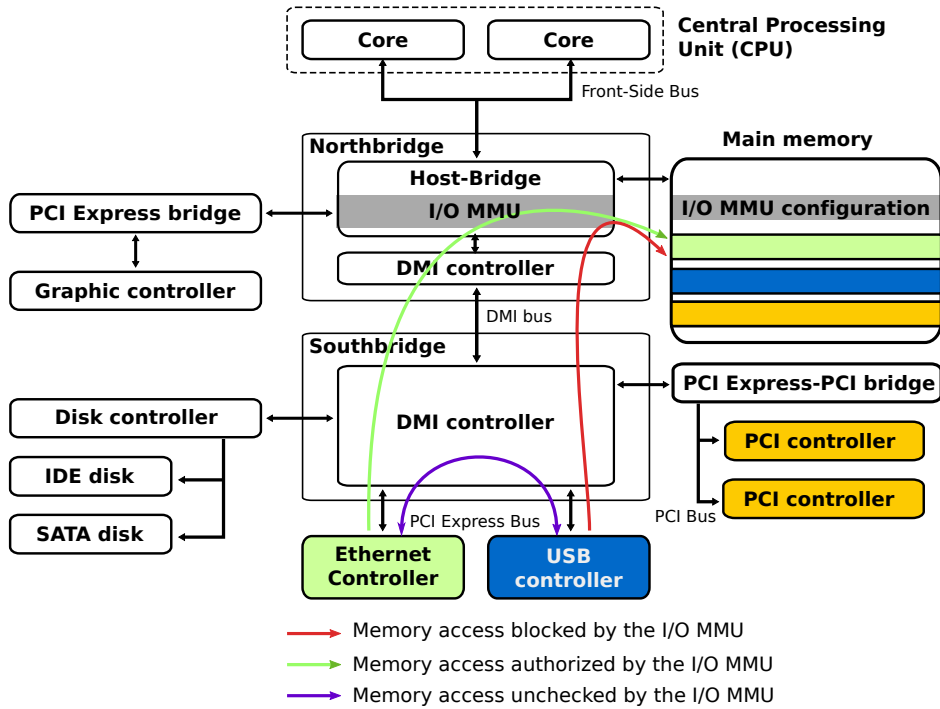 Core
Core
Central Processing
Unit (CPU)
Front-Side Bus
Northbridge
Main memory
Host-Bridge
I/O MMU
I/O MMU configuration
PCI Express bridge
DMI controller
Graphic controller
DMI bus
Southbridge
PCI Express-PCI bridge
Disk controller
DMI controller
PCI controller
IDE disk
PCI controller
SATA disk
PCI Express Bus
PCI Bus
Ethernet
Controller
USB
controller
Memory access blocked by the I/O MMU
Memory access authorized by the I/O MMU
Memory access unchecked by the I/O MMU